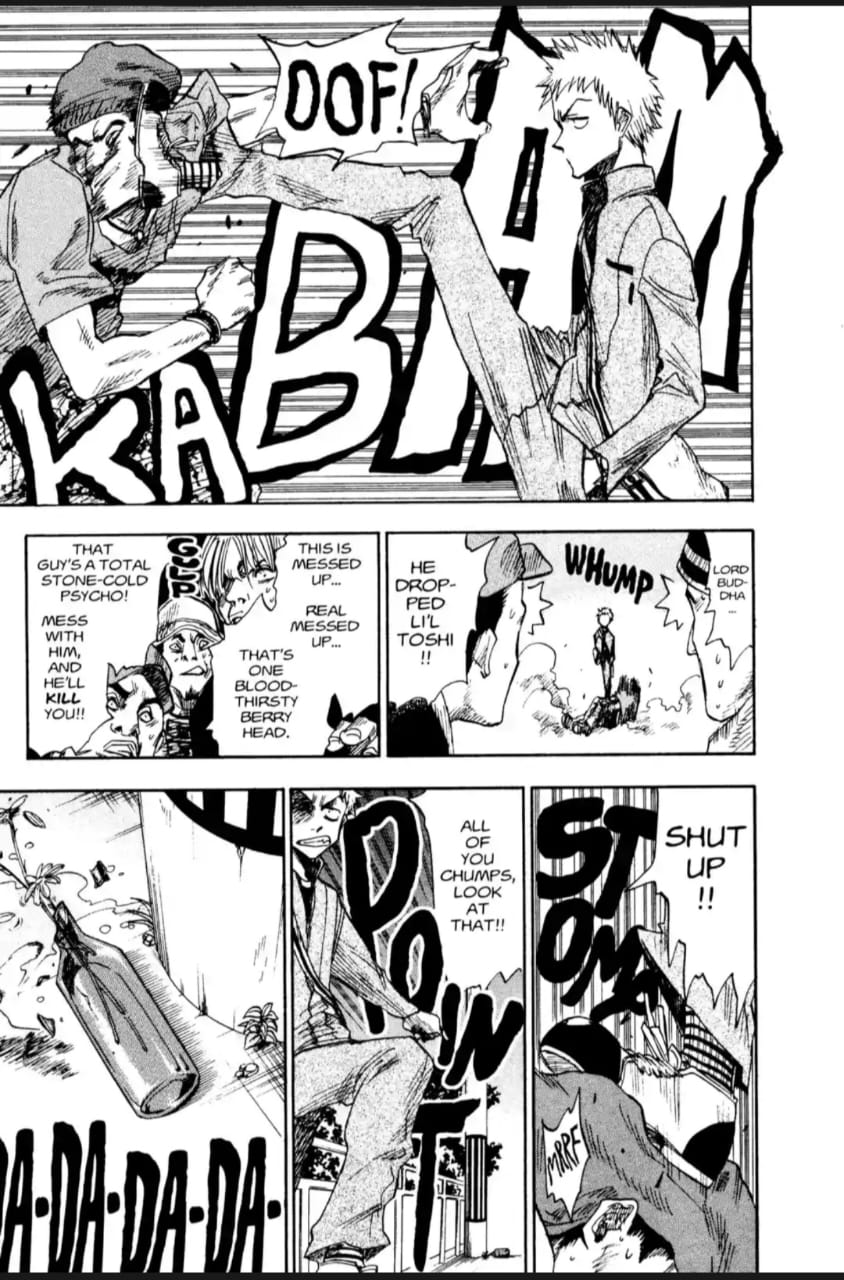 OOF!
KABAM
LORD
BUD-
DHA
...
WHUMP
HE
DROP-
PED
LI'L
TOSHI
!!
THIS IS
MESSED
UP...
REAL
MESSED
UP...
THAT'S
ONE
BLOOD-
THIRSTY
BERRY
HEAD.
GULP
THAT
GUY'S A TOTAL
STONE-COLD
PSYCHO!
MESS
WITH
HIM,
AND
HE'LL
KILL
YOU!!
SHUT
UP
!!
STOMP
MRRF
ALL
OF
YOU
CHUMPS,
LOOK
AT
THAT!!
POINT
DA-DA-DA-DA-